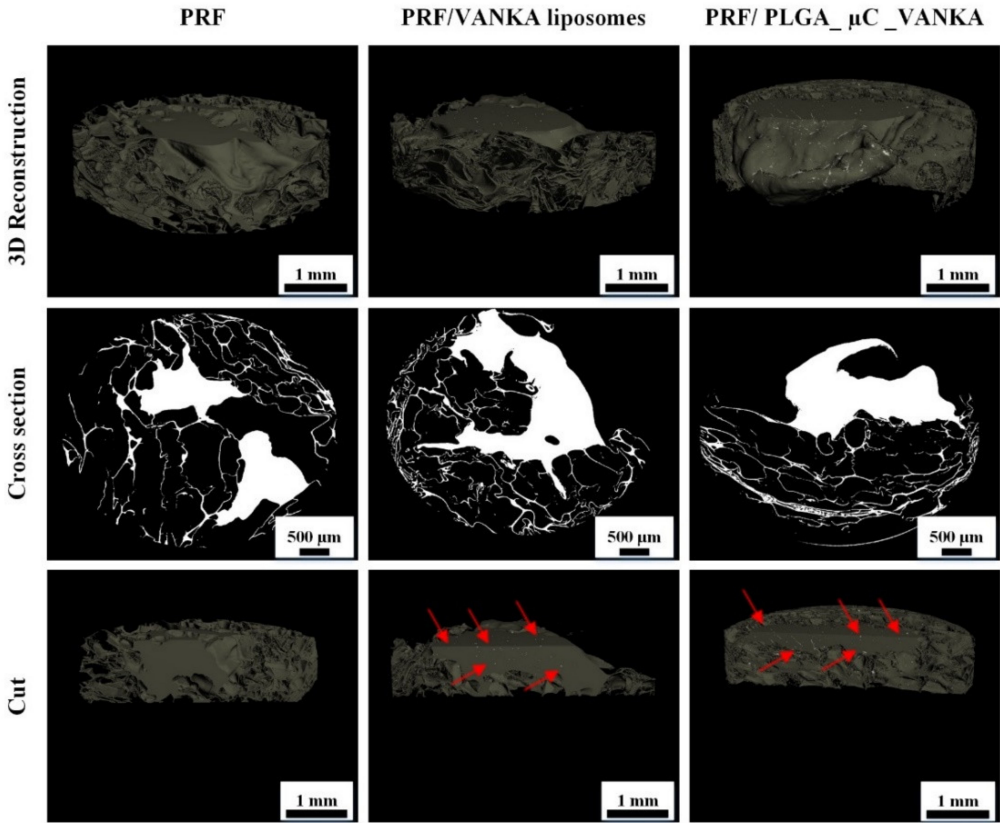 PRF
PRF/VANKA liposomes
PRF/ PLGA_ μC _VANKA
3D Reconstruction
1 mm
1 mm
1 mm
Cross section
500 μm
500 μm
500 μm
Cut
1 mm
1 mm
1 mm